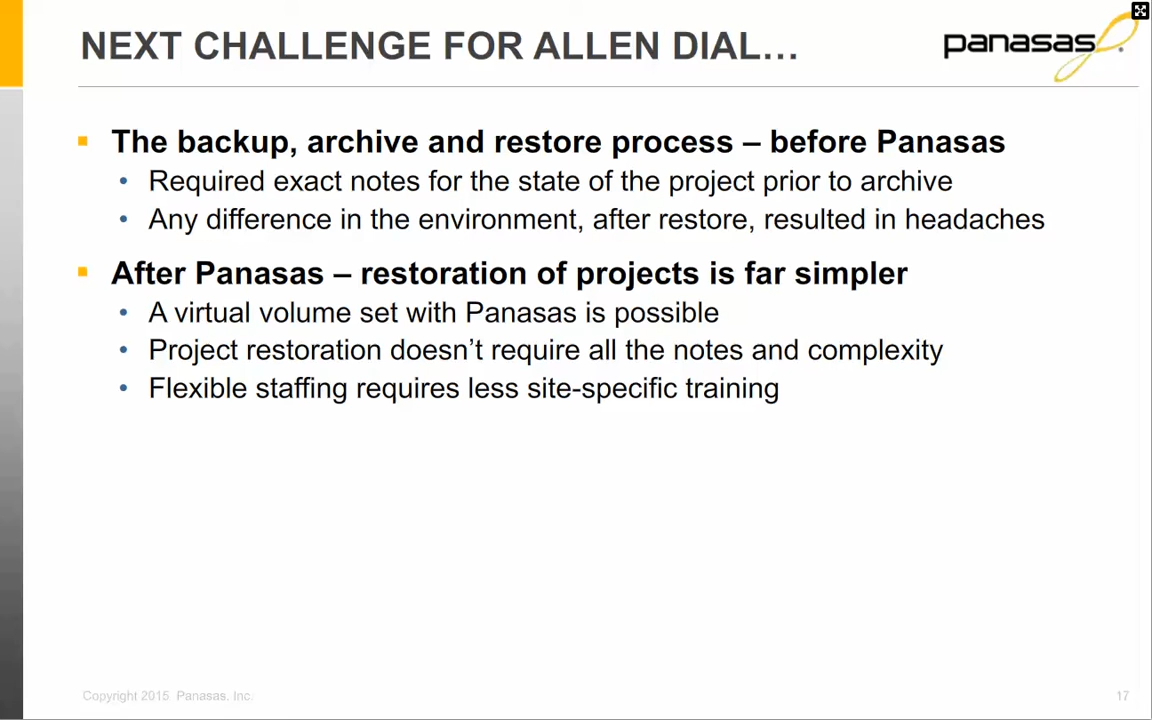 NEXT CHALLENGE FOR ALLEN DIAL…
panasas
The backup, archive and restore process – before Panasas
Required exact notes for the state of the project prior to archive
Any difference in the environment, after restore, resulted in headaches
After Panasas – restoration of projects is far simpler
A virtual volume set with Panasas is possible
Project restoration doesn’t require all the notes and complexity
Flexible staffing requires less site-specific training
Copyright 2015 Panasas, Inc.
17